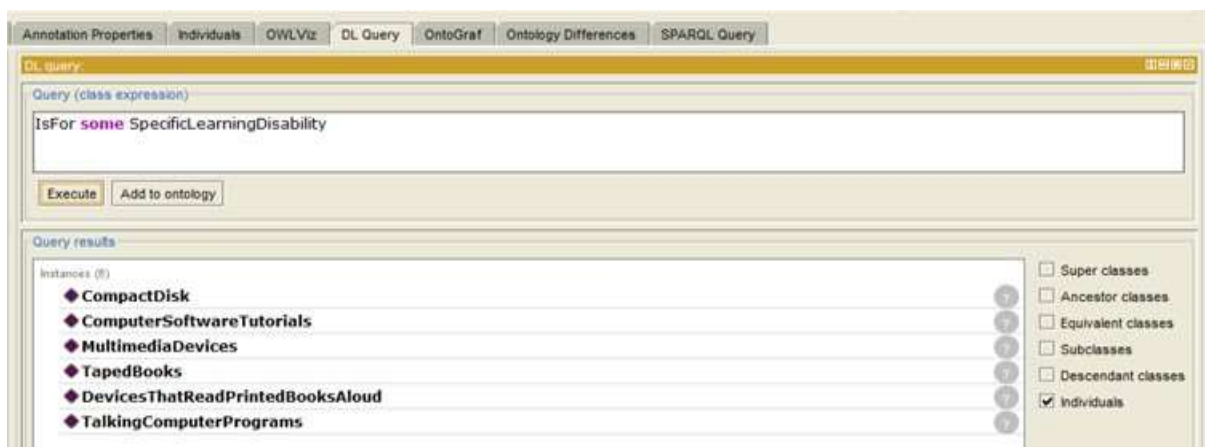 Annotation Properties Individuals OWLViz DL Query OntoGraf Ontology Differences SPARQL Query
DL query:
Query (class expression)
IsFor some SpecificLearningDisability
Execute Add to ontology
Query results
Instances (6)
CompactDisk
ComputerSoftwareTutorials
MultimediaDevices
TapedBooks
DevicesThatReadPrintedBooksAloud
TalkingComputerPrograms
Super classes
Ancestor classes
Equivalent classes
Subclasses
Descendant classes
Individuals